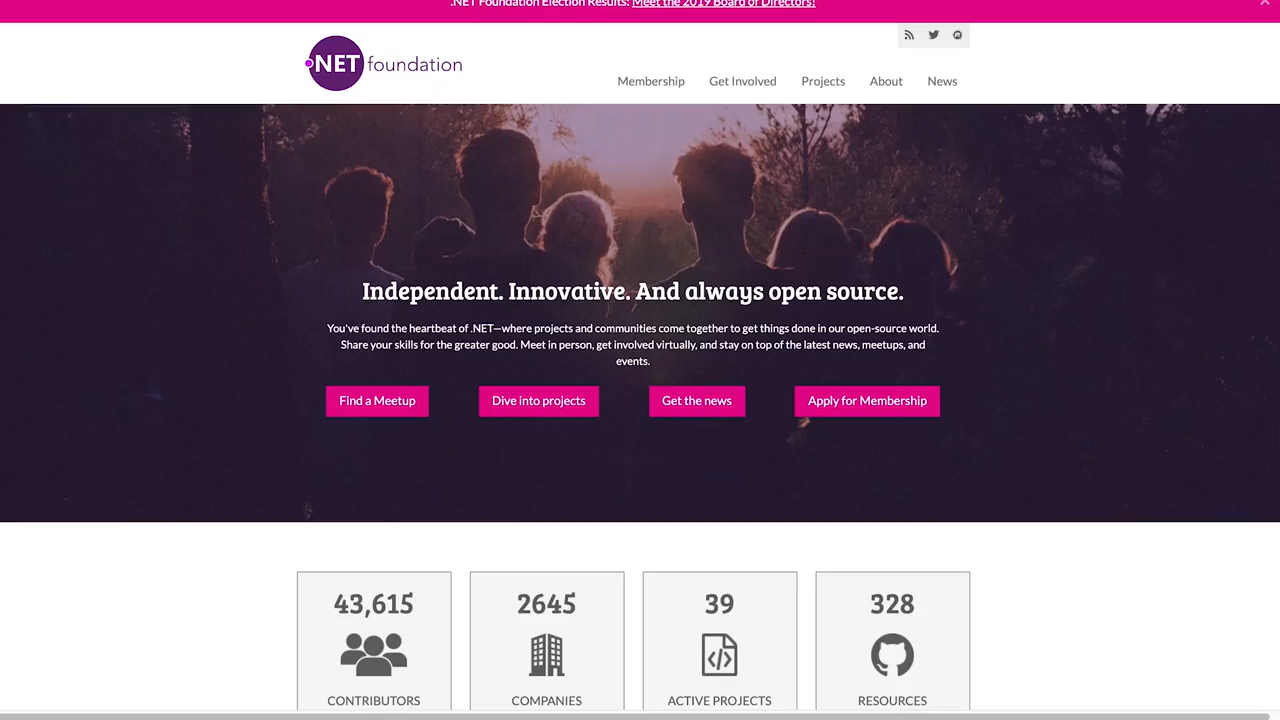 .NET Foundation Election Results: Meet the 2019 Board of Directors!
.NET foundation
Membership
Get Involved
Projects
About
News
Independent. Innovative. And always open source.
You've found the heartbeat of .NET—where projects and communities come together to get things done in our open-source world.
Share your skills for the greater good. Meet in person, get involved virtually, and stay on top of the latest news, meetups, and
events.
Find a Meetup
Dive into projects
Get the news
Apply for Membership
43,615
2645
39
328
CONTRIBUTORS
COMPANIES
ACTIVE PROJECTS
RESOURCES